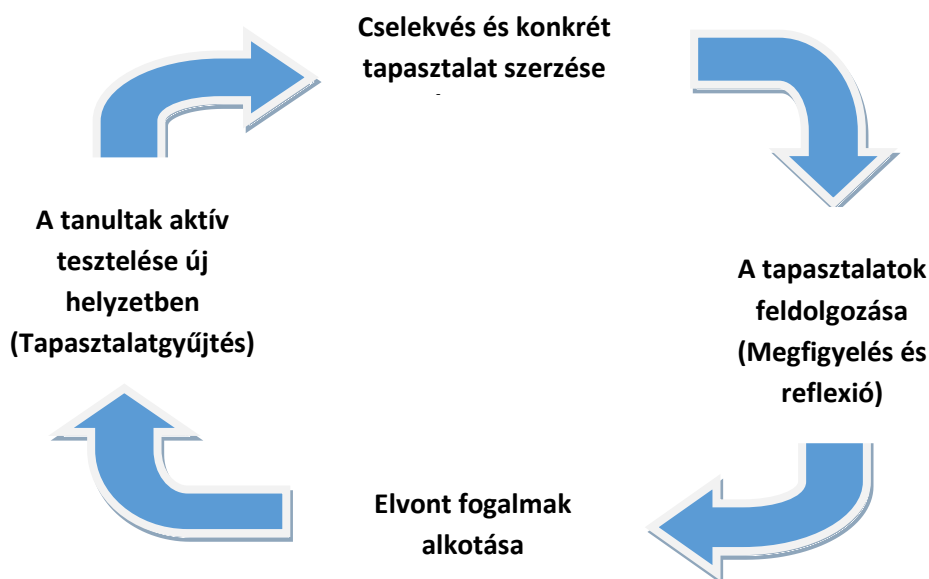 Cselekvés és konkrét
tapasztalat szerzése
A tapasztalatok
feldolgozása
(Megfigyelés és
reflexió)
Elvont fogalmak
alkotása
A tanultak aktív
tesztelése új
helyzetben
(Tapasztalatgyűjtés)